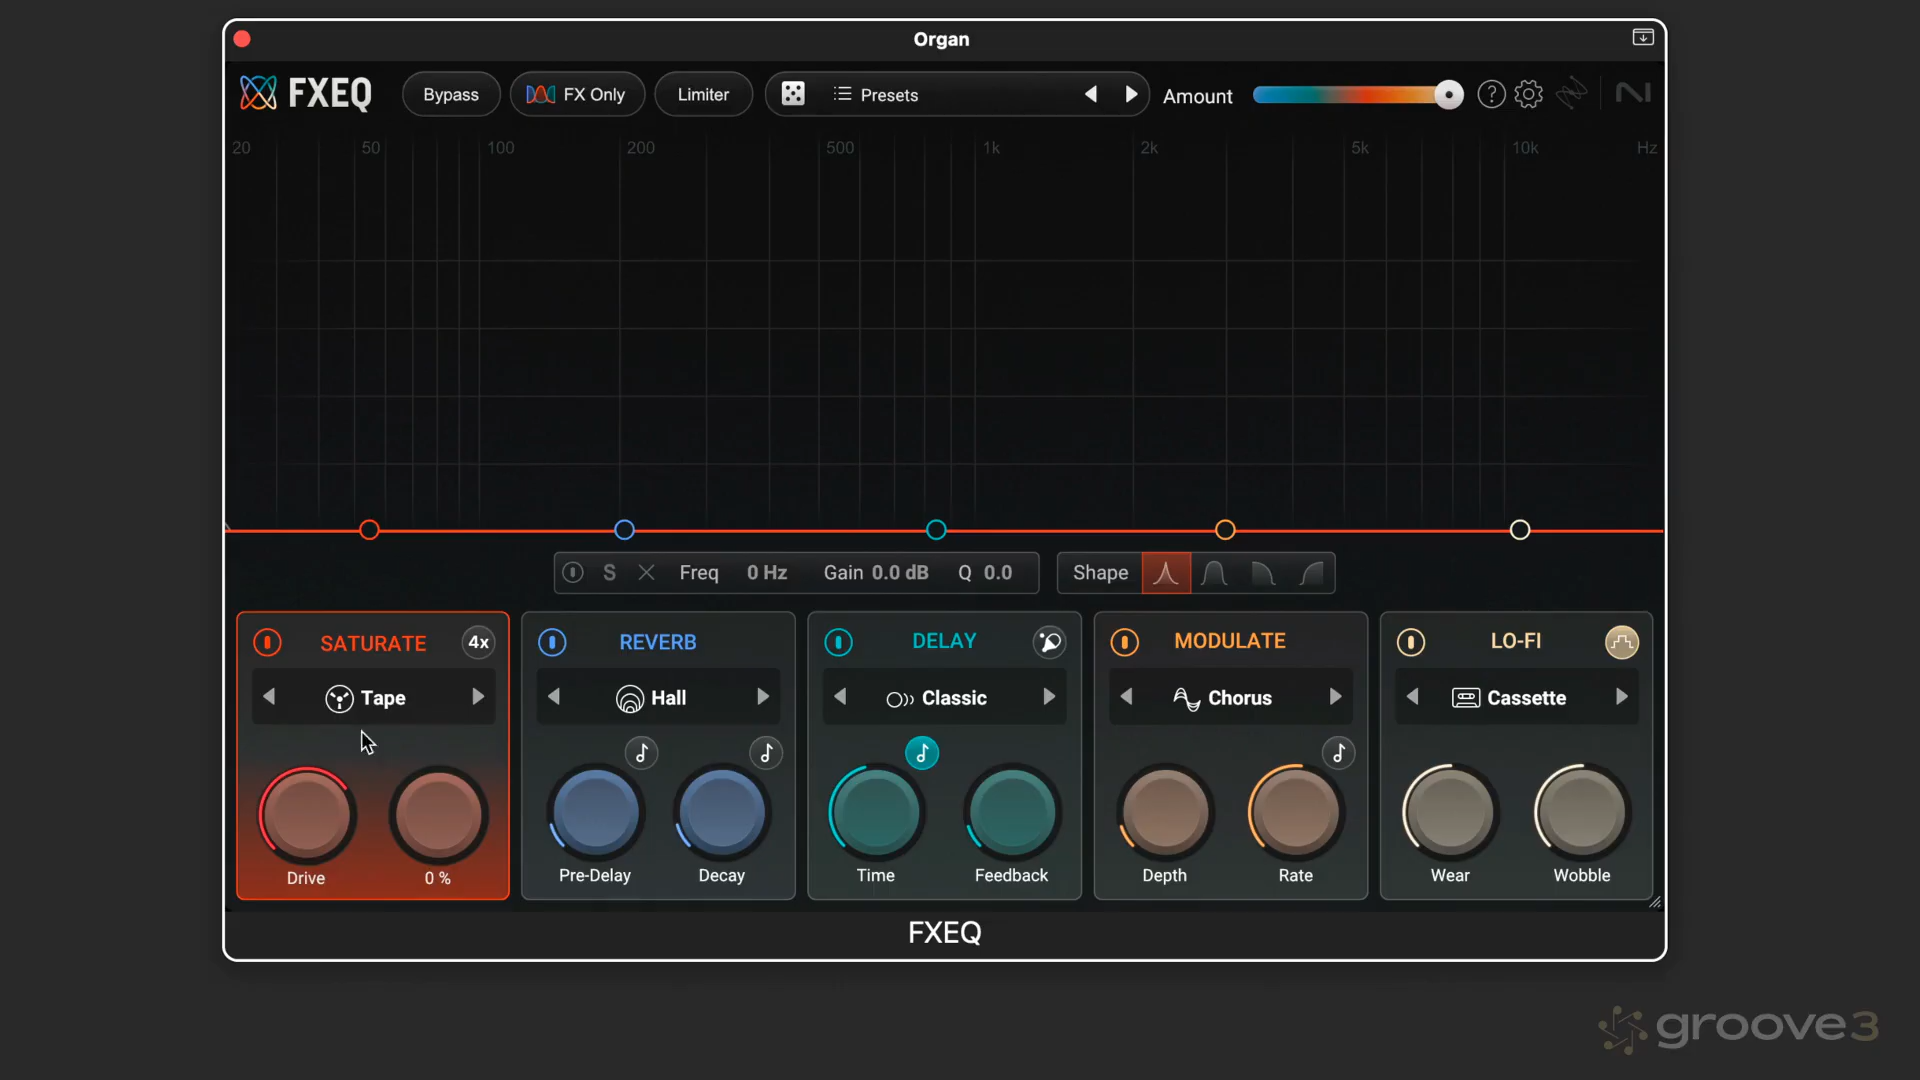 Organ
FXEQ Bypass FX Only Limiter Presets Amount ?
20 50 100 200 500 1k 2k 5k 10k Hz
S Freq 0 Hz Gain 0.0 dB Q 0.0 Shape
SATURATE 4x REVERB DELAY MODULATE LO-FI
Tape Hall Classic Chorus Cassette
Drive 0 % Pre-Delay Decay Time Feedback Depth Rate Wear Wobble
FXEQ
groove3